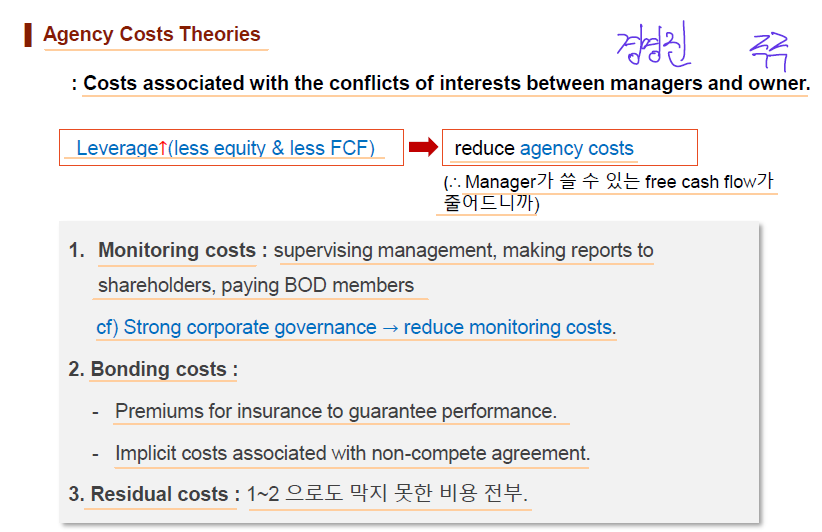 Agency Costs Theories
경영진 주주
: Costs associated with the conflicts of interests between managers and owner.
Leverage↑(less equity & less FCF)
reduce agency costs
(∴ Manager가 쓸 수 있는 free cash flow가
줄어드니까)
1. Monitoring costs : supervising management, making reports to
shareholders, paying BOD members
cf) Strong corporate governance → reduce monitoring costs.
2. Bonding costs :
- Premiums for insurance to guarantee performance.
- Implicit costs associated with non-compete agreement.
3. Residual costs : 1~2 으로도 막지 못한 비용 전부.